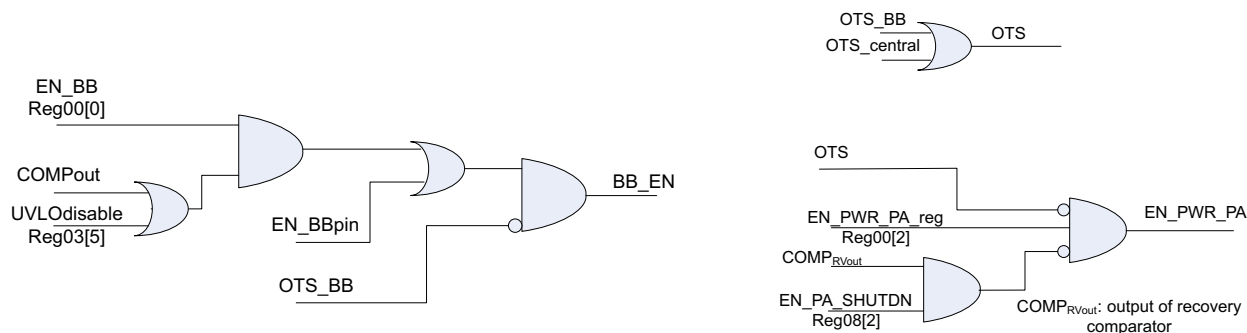 EN_BB
Reg00[0]
COMPout
UVLOdisable
Reg03[5]
EN_BBpin
OTS_BB
BB_EN
OTS_BB
OTS_central
OTS
OTS
EN_PWR_PA_reg
Reg00[2]
COMPRVout
EN_PA_SHUTDN
Reg08[2]
EN_PWR_PA
COMPRVout: output of recovery
comparator